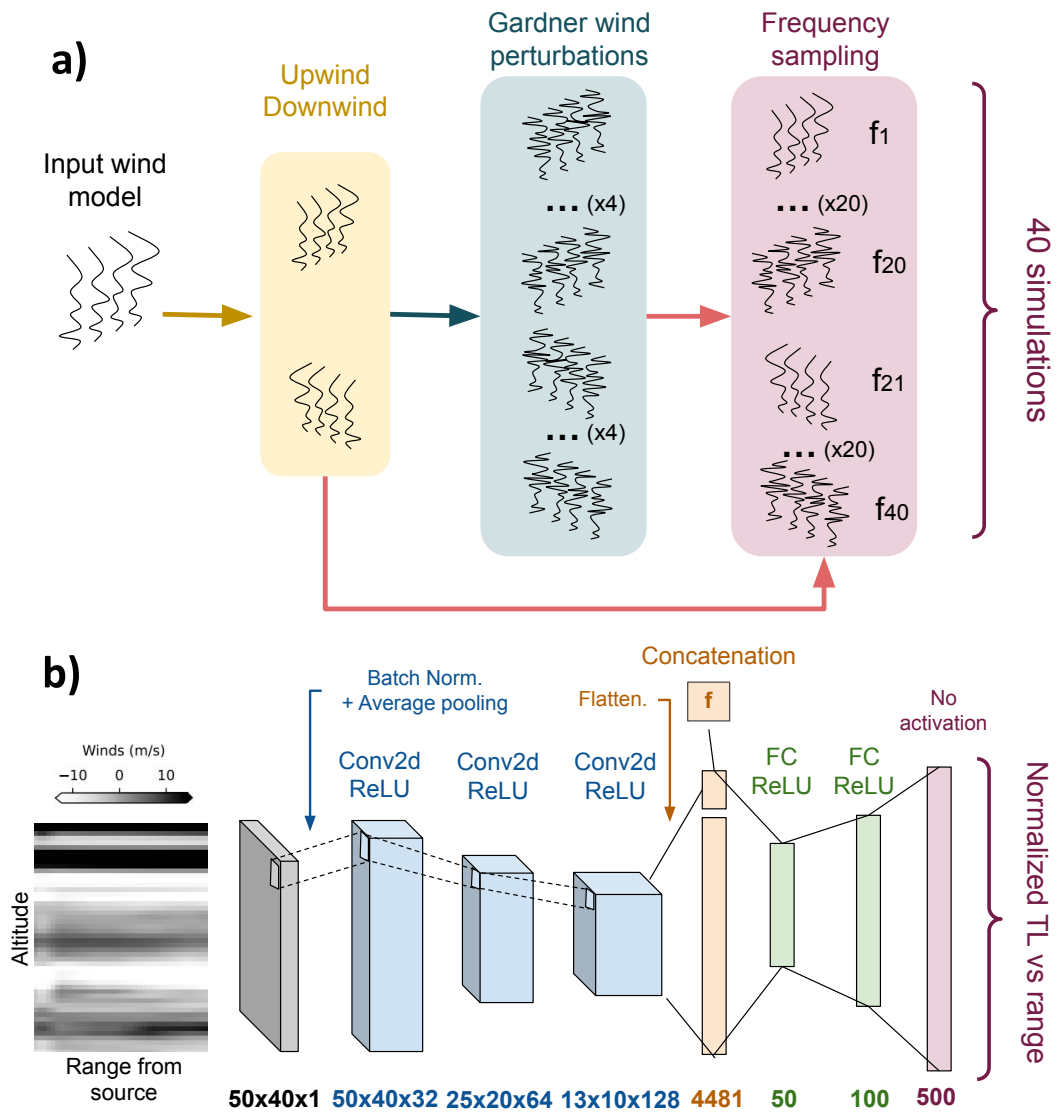 a)
Input wind
model
Upwind
Downwind
Gardner wind
perturbations
... (x4)
... (x4)
Frequency
sampling
f1
... (x20)
f20
f21
... (x20)
f40
40 simulations
b)
Winds (m/s)
−10 0 10
Altitude
Range from
source
Batch Norm.
+ Average pooling
Conv2d
ReLU
Conv2d
ReLU
Conv2d
ReLU
Flatten.
Concatenation
f
FC
ReLU
FC
ReLU
No
activation
Normalized TL vs range
50x40x1 50x40x32 25x20x64 13x10x128 4481 50 100 500